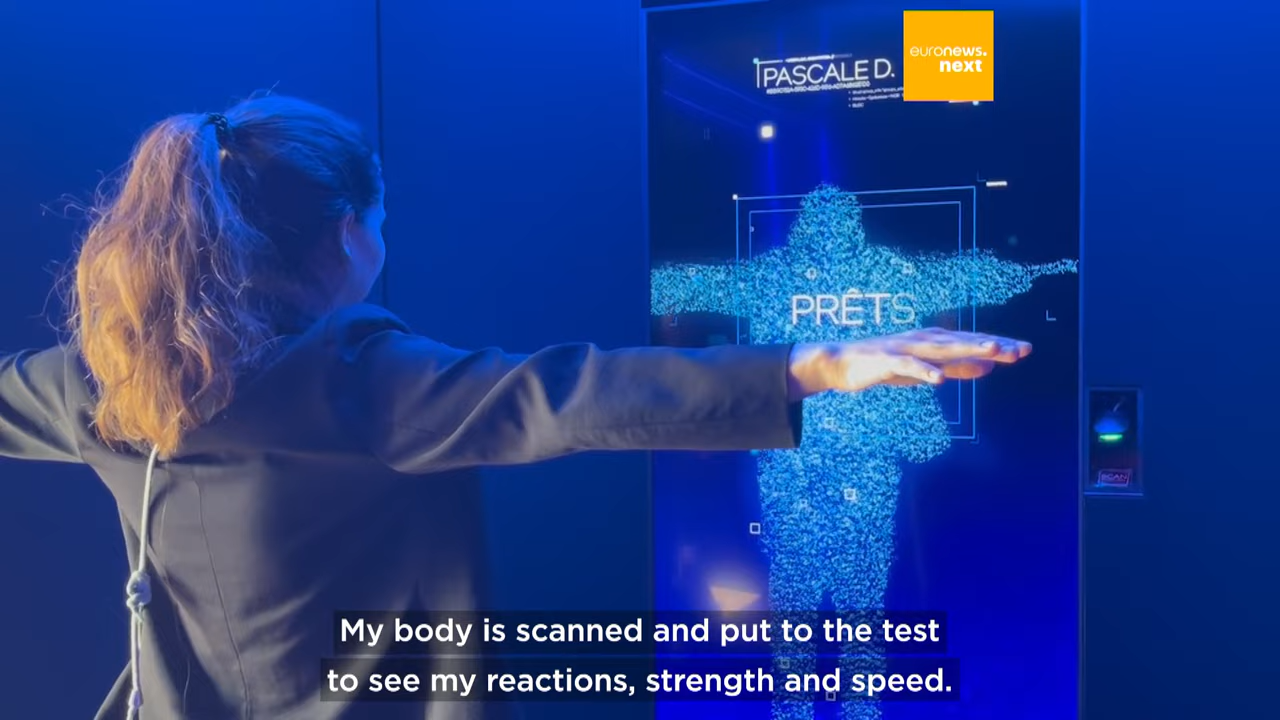 PASCALE D.
euronews.
next
PRÊTS
SCAN
My body is scanned and put to the test
to see my reactions, strength and speed.